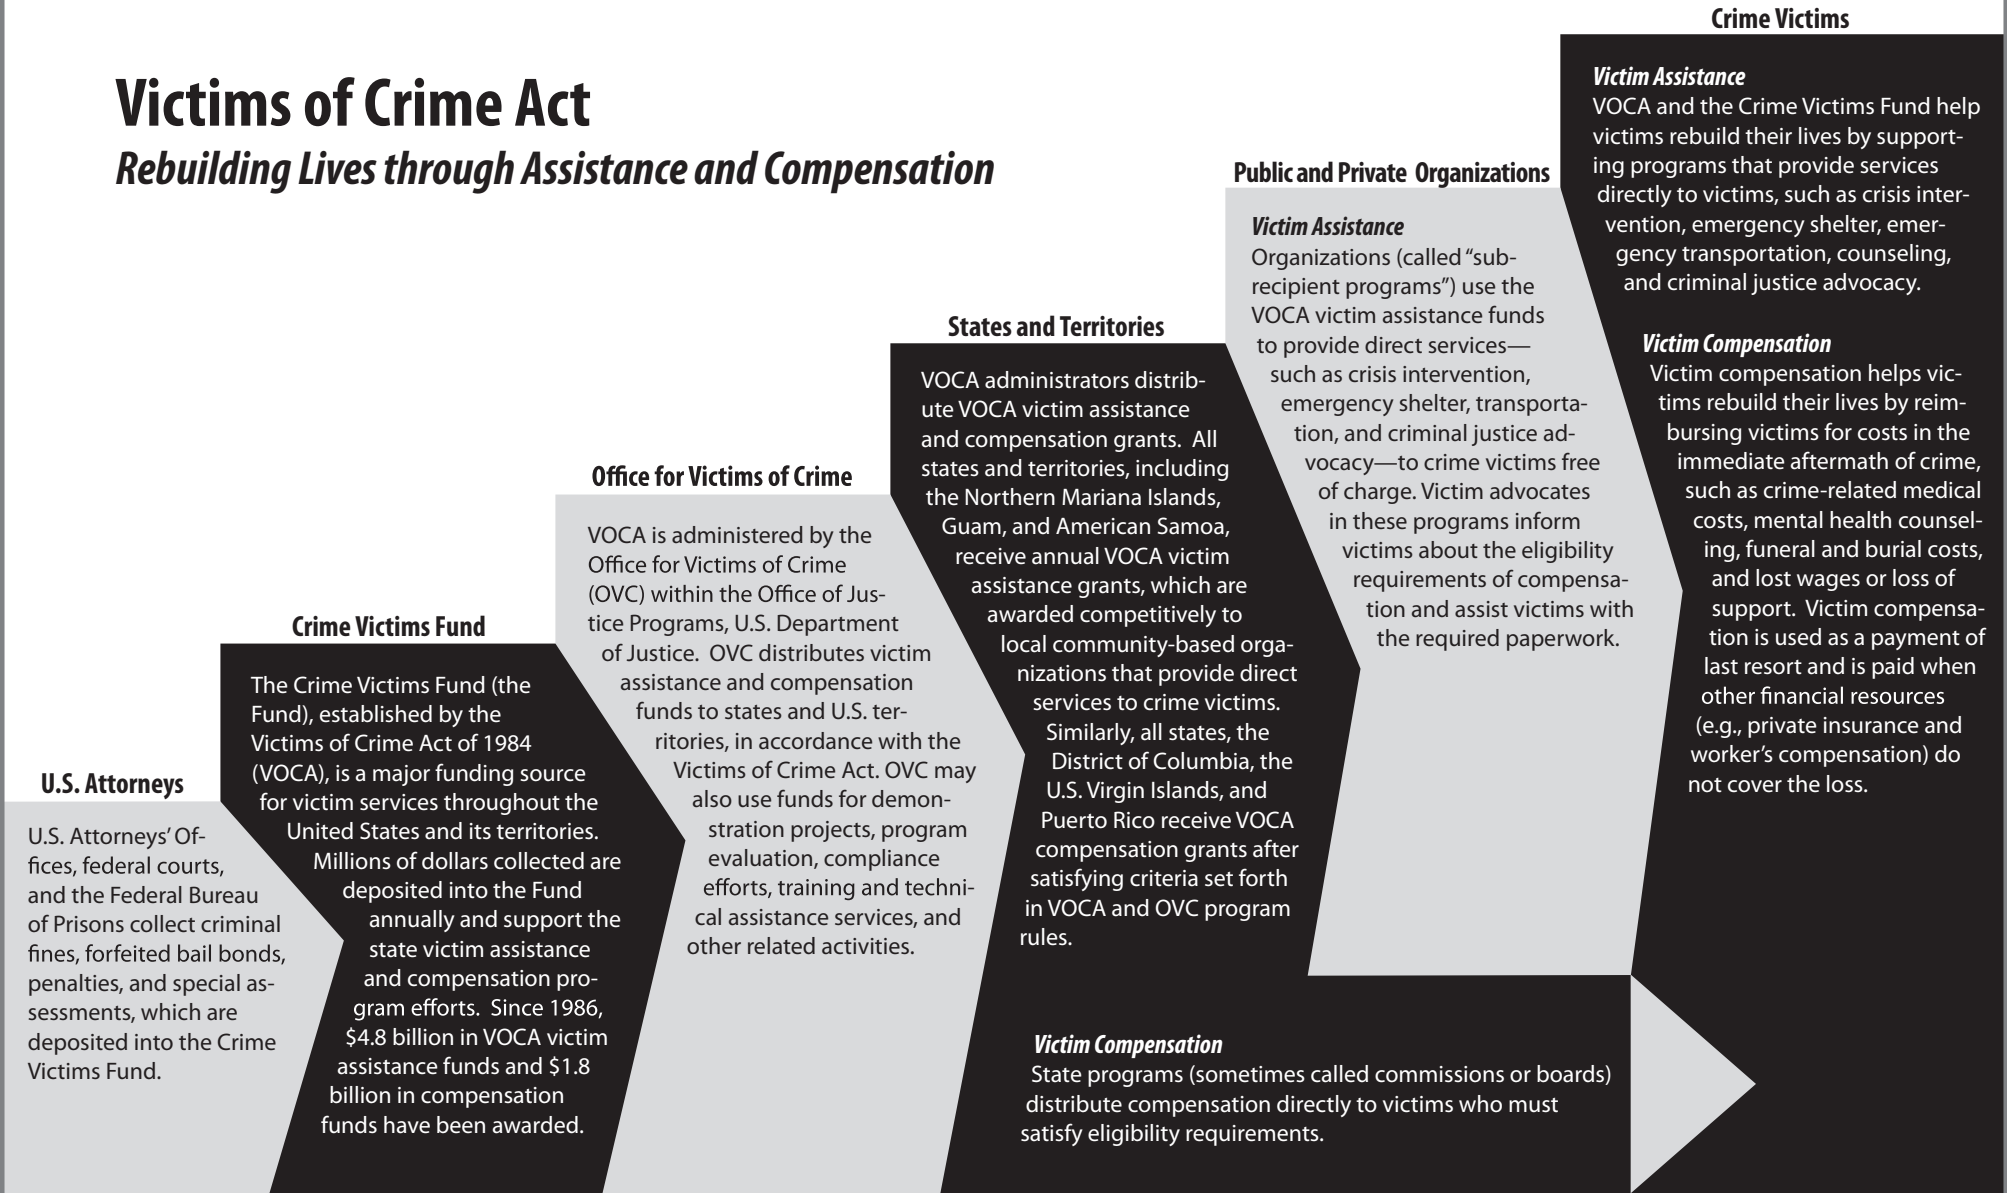 Victims of Crime Act
Rebuilding Lives through Assistance and Compensation
U.S. Attorneys
U.S. Attorneys’ Of-
fices, federal courts,
and the Federal Bureau
of Prisons collect criminal
fines, forfeited bail bonds,
penalties, and special as-
sessments, which are
deposited into the Crime
Victims Fund.
Crime Victims Fund
The Crime Victims Fund (the
Fund), established by the
Victims of Crime Act of 1984
(VOCA), is a major funding source
for victim services throughout the
United States and its territories.
Millions of dollars collected are
deposited into the Fund
annually and support the
state victim assistance
and compensation pro-
gram efforts.  Since 1986,
$4.8 billion in VOCA victim
assistance funds and $1.8
billion in compensation
funds have been awarded.
Office for Victims of Crime
VOCA is administered by the
Office for Victims of Crime
(OVC) within the Office of Jus-
tice Programs, U.S. Department
of Justice.  OVC distributes victim
assistance and compensation
funds to states and U.S. ter-
ritories, in accordance with the
Victims of Crime Act. OVC may
also use funds for demon-
stration projects, program
evaluation, compliance
efforts, training and techni-
cal assistance services, and
other related activities.
States and Territories
VOCA administrators distrib-
ute VOCA victim assistance
and compensation grants.  All
states and territories, including
the Northern Mariana Islands,
Guam, and American Samoa,
receive annual VOCA victim
assistance grants, which are
awarded competitively to
local community-based orga-
nizations that provide direct
services to crime victims.
Similarly, all states, the
District of Columbia, the
U.S. Virgin Islands, and
Puerto Rico receive VOCA
compensation grants after
satisfying criteria set forth
in VOCA and OVC program
rules.
Victim Compensation
State programs (sometimes called commissions or boards)
distribute compensation directly to victims who must
satisfy eligibility requirements.
Public and Private Organizations
Victim Assistance
Organizations (called “sub-
recipient programs”) use the
VOCA victim assistance funds
to provide direct services—
such as crisis intervention,
emergency shelter, transporta-
tion, and criminal justice ad-
vocacy—to crime victims free
of charge. Victim advocates
in these programs inform
victims about the eligibility
requirements of compensa-
tion and assist victims with
the required paperwork.
Crime Victims
Victim Assistance
VOCA and the Crime Victims Fund help
victims rebuild their lives by support-
ing programs that provide services
directly to victims, such as crisis inter-
vention, emergency shelter, emer-
gency transportation, counseling,
and criminal justice advocacy.
Victim Compensation
Victim compensation helps vic-
tims rebuild their lives by reim-
bursing victims for costs in the
immediate aftermath of crime,
such as crime-related medical
costs, mental health counsel-
ing, funeral and burial costs,
and lost wages or loss of
support.  Victim compensa-
tion is used as a payment of
last resort and is paid when
other financial resources
(e.g., private insurance and
worker’s compensation) do
not cover the loss.